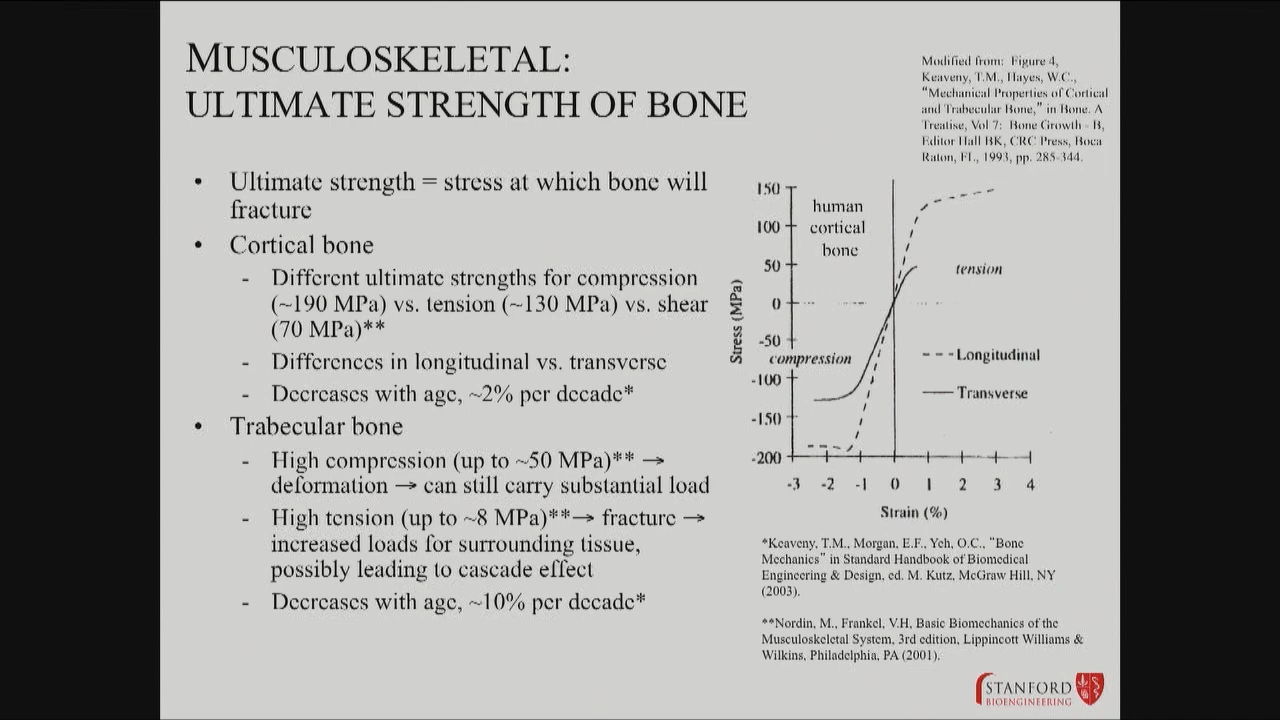 MUSCULOSKELETAL:
ULTIMATE STRENGTH OF BONE
Modified from: Figure 4,
Keaveny, T.M., Hayes, W.C.,
“Mechanical Properties of Cortical
and Trabecular Bone,” in Bone. A
Treatise, Vol 7: Bone Growth - B,
Editor Hall BK, CRC Press, Boca
Raton, FL., 1993, pp. 285-344.
• Ultimate strength = stress at which bone will
fracture
• Cortical bone
- Different ultimate strengths for compression
(~190 MPa) vs. tension (~130 MPa) vs. shear
(70 MPa)**
- Differences in longitudinal vs. transverse
- Decreases with age, ~2% per decade*
• Trabecular bone
- High compression (up to ~50 MPa)** →
deformation → can still carry substantial load
- High tension (up to ~8 MPa)**→ fracture →
increased loads for surrounding tissue,
possibly leading to cascade effect
- Decreases with age, ~10% per decade*
150
100
50
0
-50
-100
-150
-200
Stress (MPa)
human
cortical
bone
tension
compression
Longitudinal
Transverse
-3 -2 -1 0 1 2 3 4
Strain (%)
*Keaveny, T.M., Morgan, E.F., Yeh, O.C., “Bone
Mechanics” in Standard Handbook of Biomedical
Engineering & Design, ed. M. Kutz, McGraw Hill, NY
(2003).
**Nordin, M., Frankel, V.H, Basic Biomechanics of the
Musculoskeletal System, 3rd edition, Lippincott Williams &
Wilkins, Philadelphia, PA (2001).
STANFORD
BIOENGINEERING